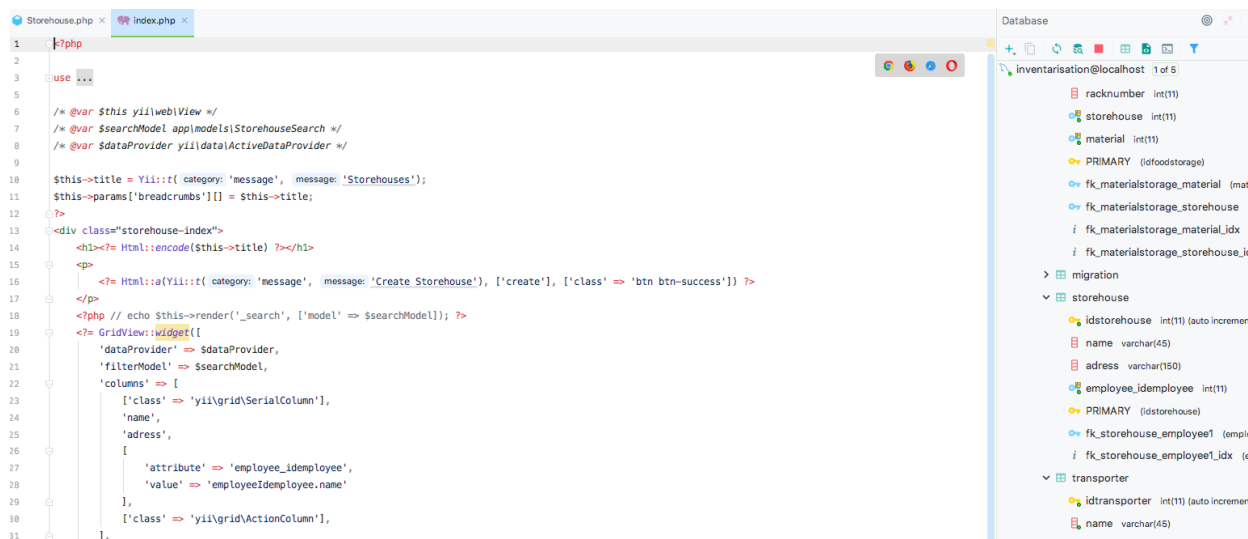 Storehouse.php × index.php ×
1 <?php
2
3 use ...
5
6 /* @var $this yii\web\View */
7 /* @var $searchModel app\models\StorehouseSearch */
8 /* @var $dataProvider yii\data\ActiveDataProvider */
9
10 $this->title = Yii::t( category: 'message', message: 'Storehouses');
11 $this->params['breadcrumbs'][] = $this->title;
12 ?>
13 <div class="storehouse-index">
14 <h1><?= Html::encode($this->title) ?></h1>
15 <p>
16 <?= Html::a(Yii::t( category: 'message', message: 'Create Storehouse'), ['create'], ['class' => 'btn btn-success']) ?>
17 </p>
18 <?php // echo $this->render('_search', ['model' => $searchModel]); ?>
19 <?= GridView::widget([
20 'dataProvider' => $dataProvider,
21 'filterModel' => $searchModel,
22 'columns' => [
23 ['class' => 'yii\grid\SerialColumn'],
24 'name',
25 'adress',
26 [
27 'attribute' => 'employee_idemployee',
28 'value' => 'employeeIdemployee.name'
29 ],
30 ['class' => 'yii\grid\ActionColumn'],
31 ],
Database
inventarisation@localhost 1 of 5
racknumber int(11)
storehouse int(11)
material int(11)
PRIMARY (idfoodstorage)
fk_materialstorage_material (mat
fk_materialstorage_storehouse
i fk_materialstorage_material_idx
i fk_materialstorage_storehouse_i
migration
storehouse
idstorehouse int(11) (auto incremen
name varchar(45)
adress varchar(150)
employee_idemployee int(11)
PRIMARY (idstorehouse)
fk_storehouse_employee1 (empl
i fk_storehouse_employee1_idx (e
transporter
idtransporter int(11) (auto incremen
name varchar(45)